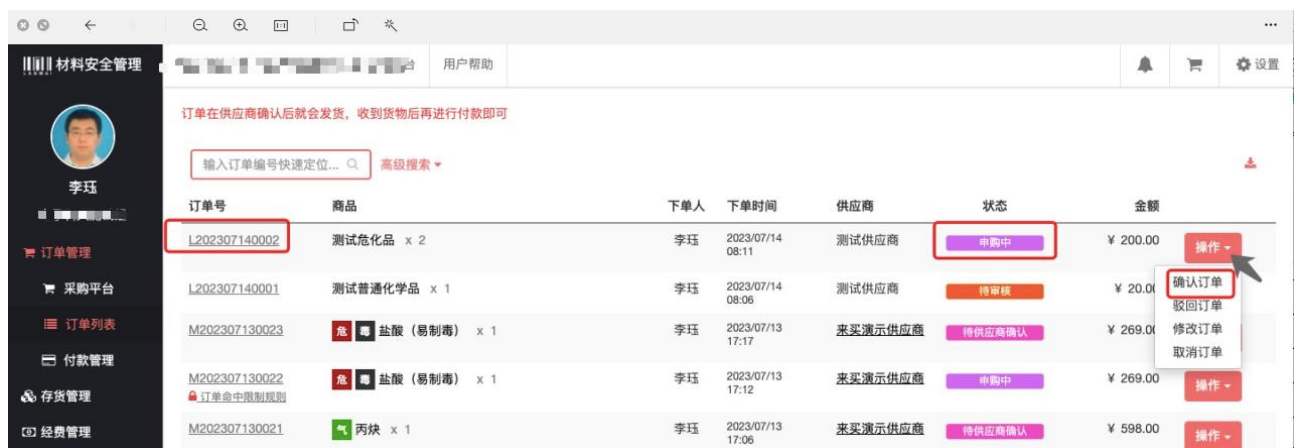 材料安全管理
台 用户帮助 设置
订单在供应商确认后就会发货，收到货物后再进行付款即可
输入订单编号快速定位... 高级搜索
李珏
订单管理
采购平台
订单列表
付款管理
存货管理
经费管理
订单号 商品 下单人 下单时间 供应商 状态 金额
L202307140002 测试危化品 x 2 李珏 2023/07/14 08:11 测试供应商 申购中 ¥ 200.00 操作
确认订单
驳回订单
修改订单
取消订单
L202307140001 测试普通化学品 x 1 李珏 2023/07/14 08:06 测试供应商 待审核 ¥ 20.0
M202307130023 危 毒 盐酸（易制毒） x 1 李珏 2023/07/13 17:17 来买演示供应商 待供应商确认 ¥ 269.0
M202307130022 危 毒 盐酸（易制毒） x 1 李珏 2023/07/13 17:12 来买演示供应商 申购中 ¥ 269.00 操作
订单命中限制规则
M202307130021 气 丙炔 x 1 李珏 2023/07/13 17:06 来买演示供应商 待供应商确认 ¥ 598.00 操作